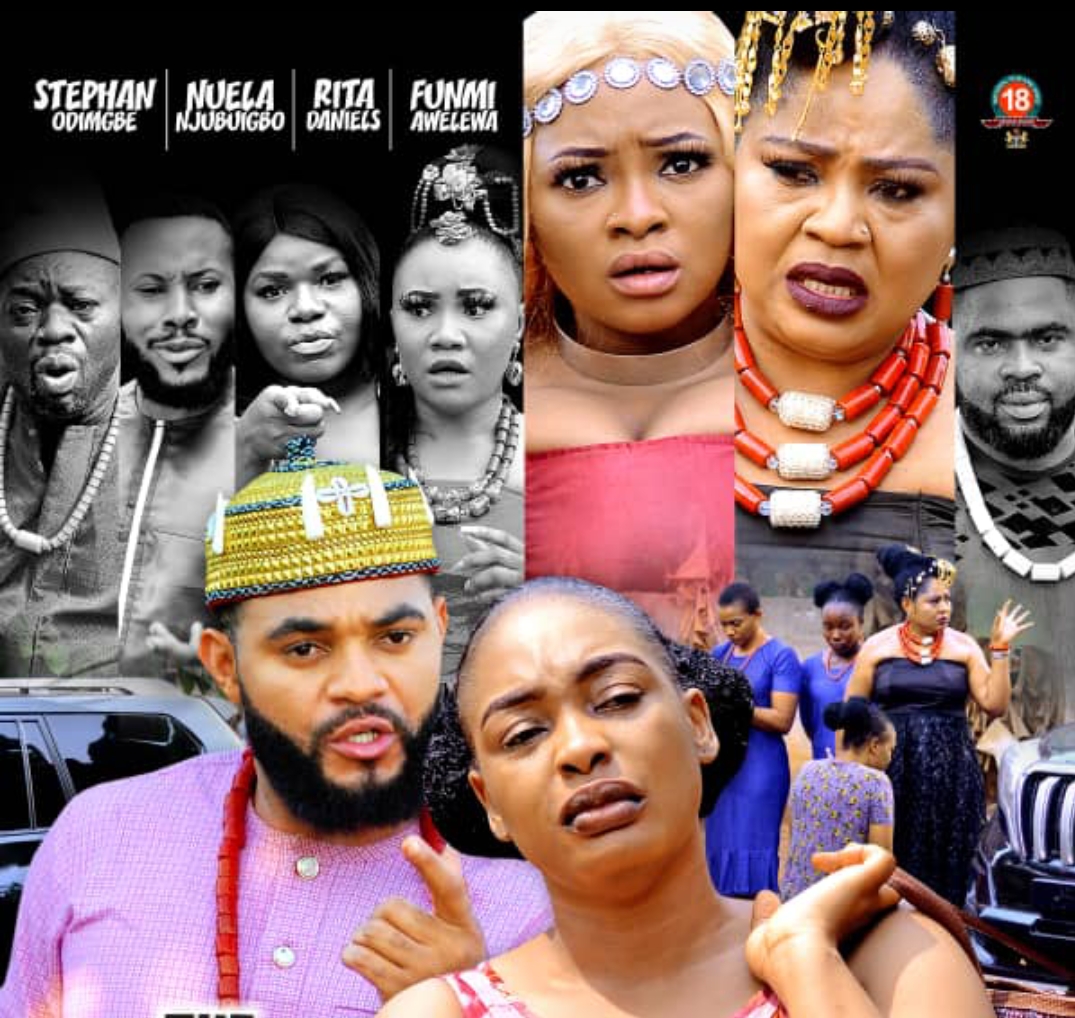 STEPHAN
ODIMGBE
NUELA
NJUBUIGBO
RITA
DANIELS
FUNMI
AWELEWA
18